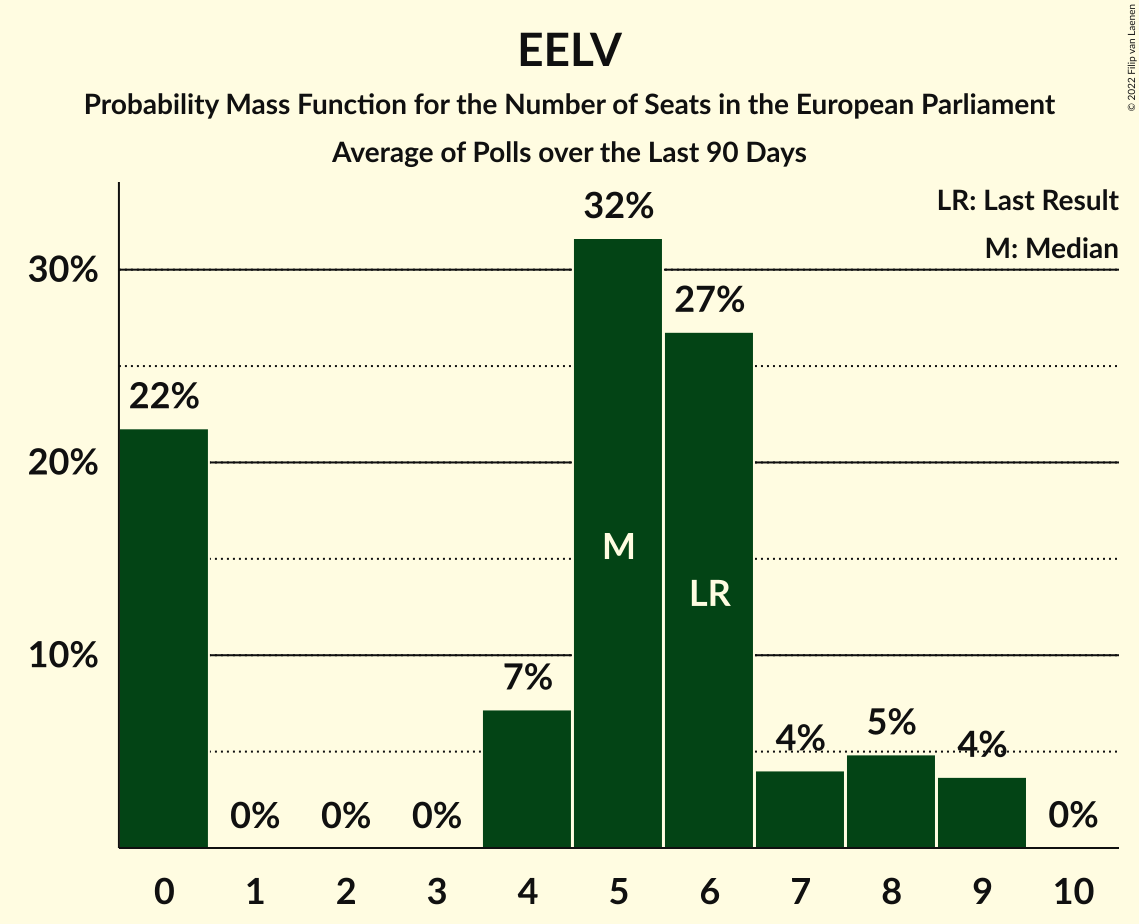 © 2022 Filip van Laenen
EELV
Probability Mass Function for the Number of Seats in the European Parliament
Average of Polls over the Last 90 Days
LR: Last Result
M: Median
30%
20%
10%
22%
0%
0%
0%
7%
32%
27%
4%
5%
4%
0%
M
LR
0 1 2 3 4 5 6 7 8 9 10